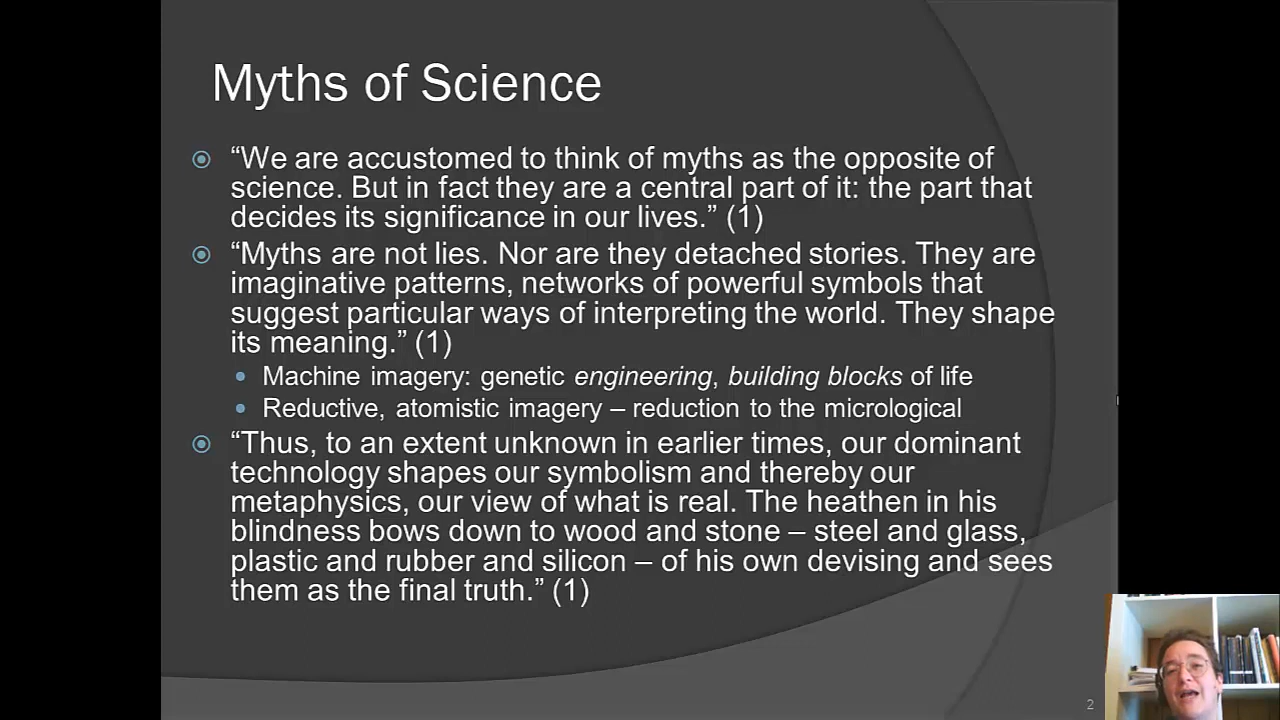 Myths of Science
“We are accustomed to think of myths as the opposite of
science. But in fact they are a central part of it: the part that
decides its significance in our lives.” (1)
“Myths are not lies. Nor are they detached stories. They are
imaginative patterns, networks of powerful symbols that
suggest particular ways of interpreting the world. They shape
its meaning.” (1)
Machine imagery: genetic engineering, building blocks of life
Reductive, atomistic imagery – reduction to the micrological
“Thus, to an extent unknown in earlier times, our dominant
technology shapes our symbolism and thereby our
metaphysics, our view of what is real. The heathen in his
blindness bows down to wood and stone – steel and glass,
plastic and rubber and silicon – of his own devising and sees
them as the final truth.” (1)
2